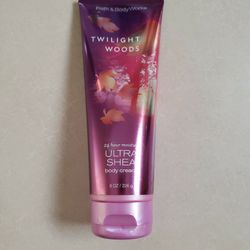 Bath & Body Works
TWILIGHT
WOODS
24 hour moisture
ULTRA
SHEA
body cream
8 OZ / 226 g